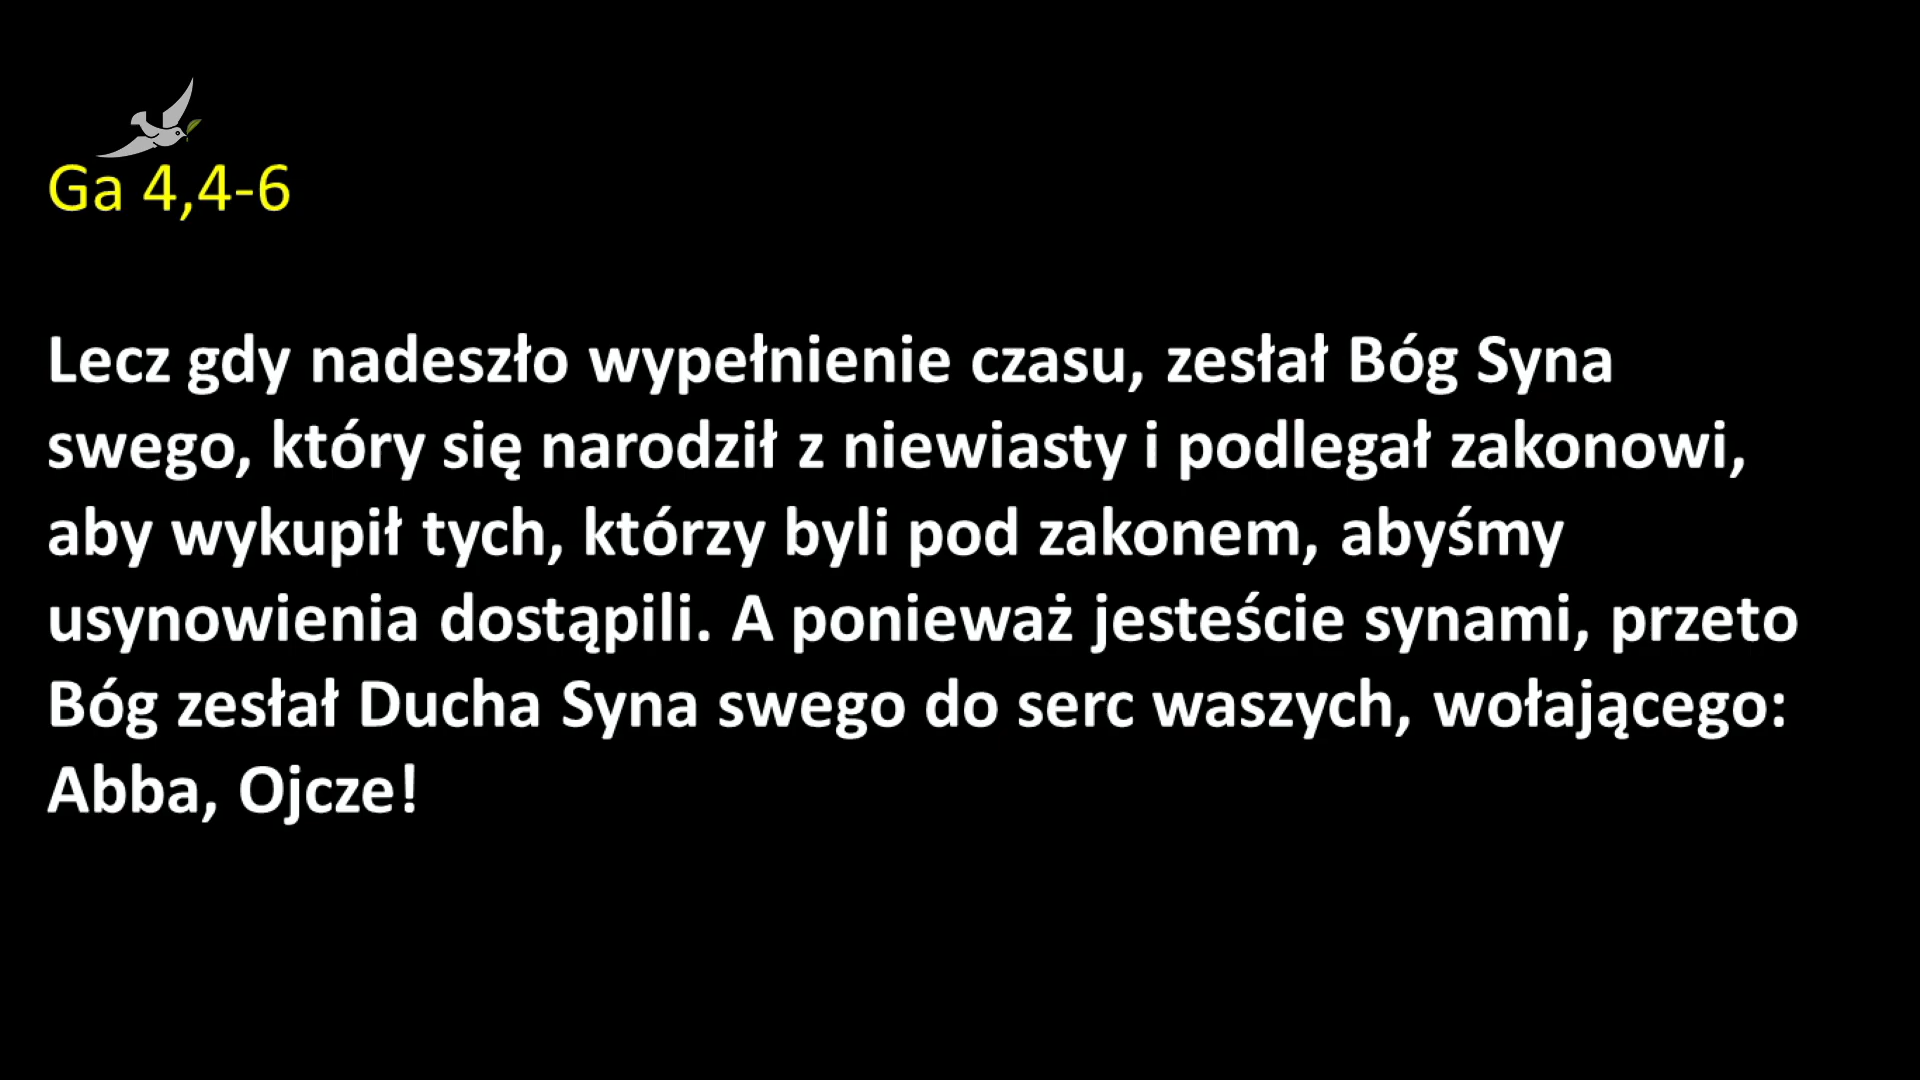 Ga 4,4-6
Lecz gdy nadeszło wypełnienie czasu, zesłał Bóg Syna
swego, który się narodził z niewiasty i podlegał zakonowi,
aby wykupił tych, którzy byli pod zakonem, abyśmy
usynowienia dostąpili. A ponieważ jesteście synami, przeto
Bóg zesłał Ducha Syna swego do serc waszych, wołającego:
Abba, Ojcze!